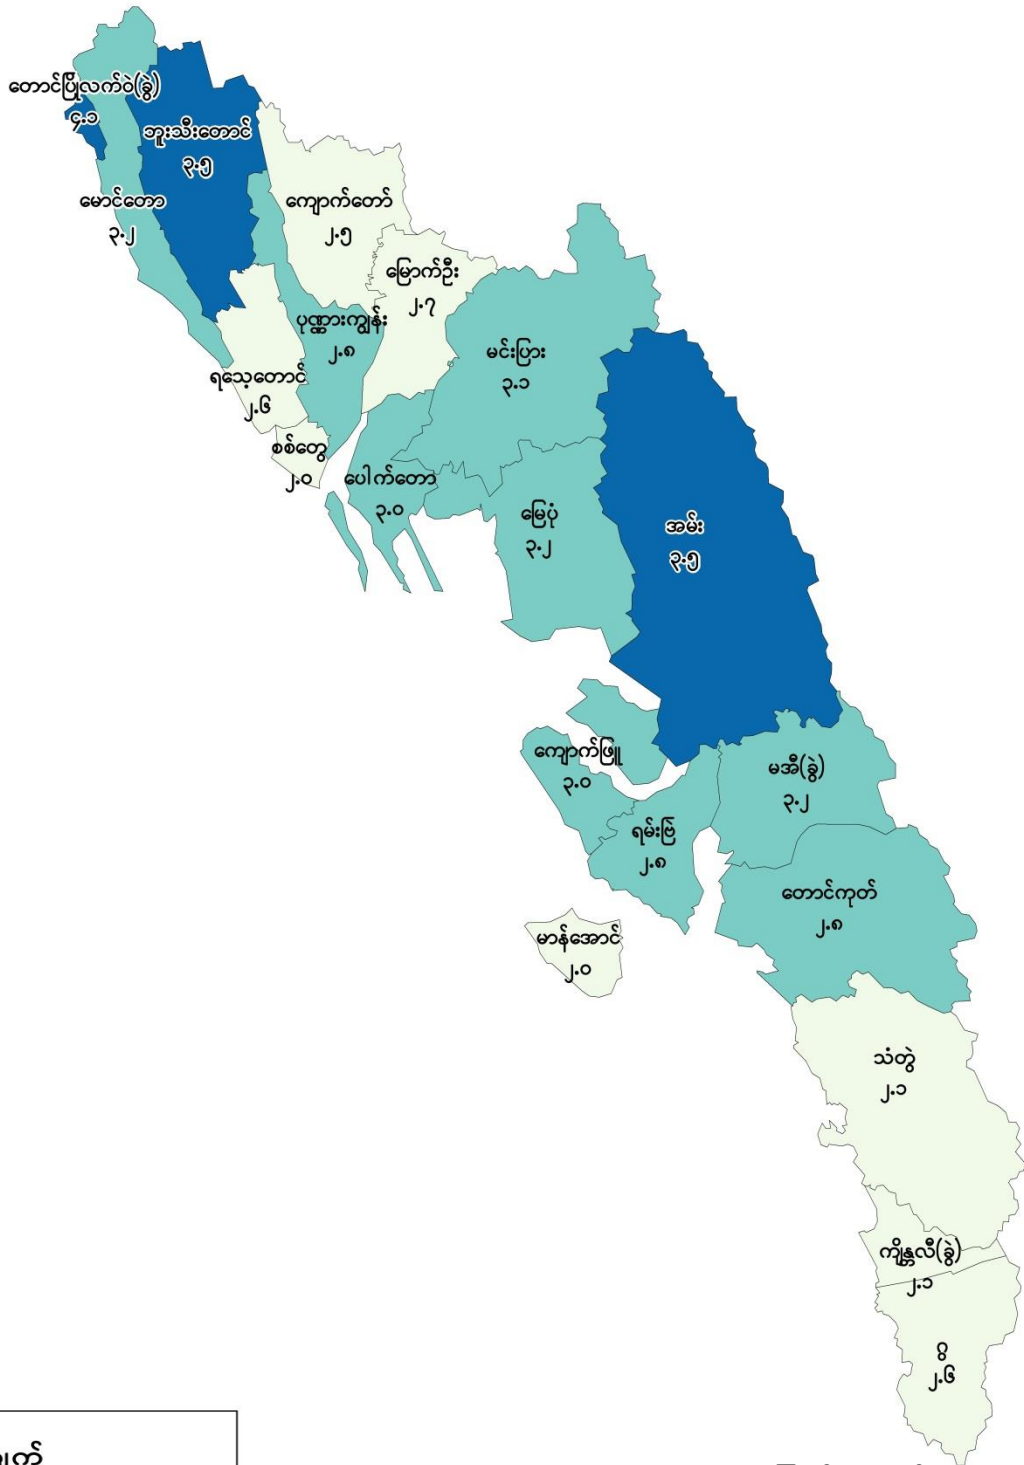 တောင်ပြိုလက်ဝဲ(ခွဲ)
၄.၁
ဘူးသီးတောင်
၃.၅
မောင်တော
၃.၂
ကျောက်တော်
၂.၅
မြောက်ဦး
၂.၇
ပုဏ္ဏားကျွန်း
၂.၈
မင်းပြား
၃.၁
ရသေ့တောင်
၂.၆
စစ်တွေ
၂.၀
ပေါက်တော
၃.၀
မြေပုံ
၃.၂
အမ်း
၃.၅
ကျောက်ဖြူ
၃.၀
မအီ(ခွဲ)
၃.၂
ရမ်းဗြဲ
၂.၈
တောင်ကုတ်
၂.၈
မာန်အောင်
၂.၀
သံတွဲ
၂.၁
ကျိန္တလီ(ခွဲ)
၂.၁
ဂွ
၂.၆